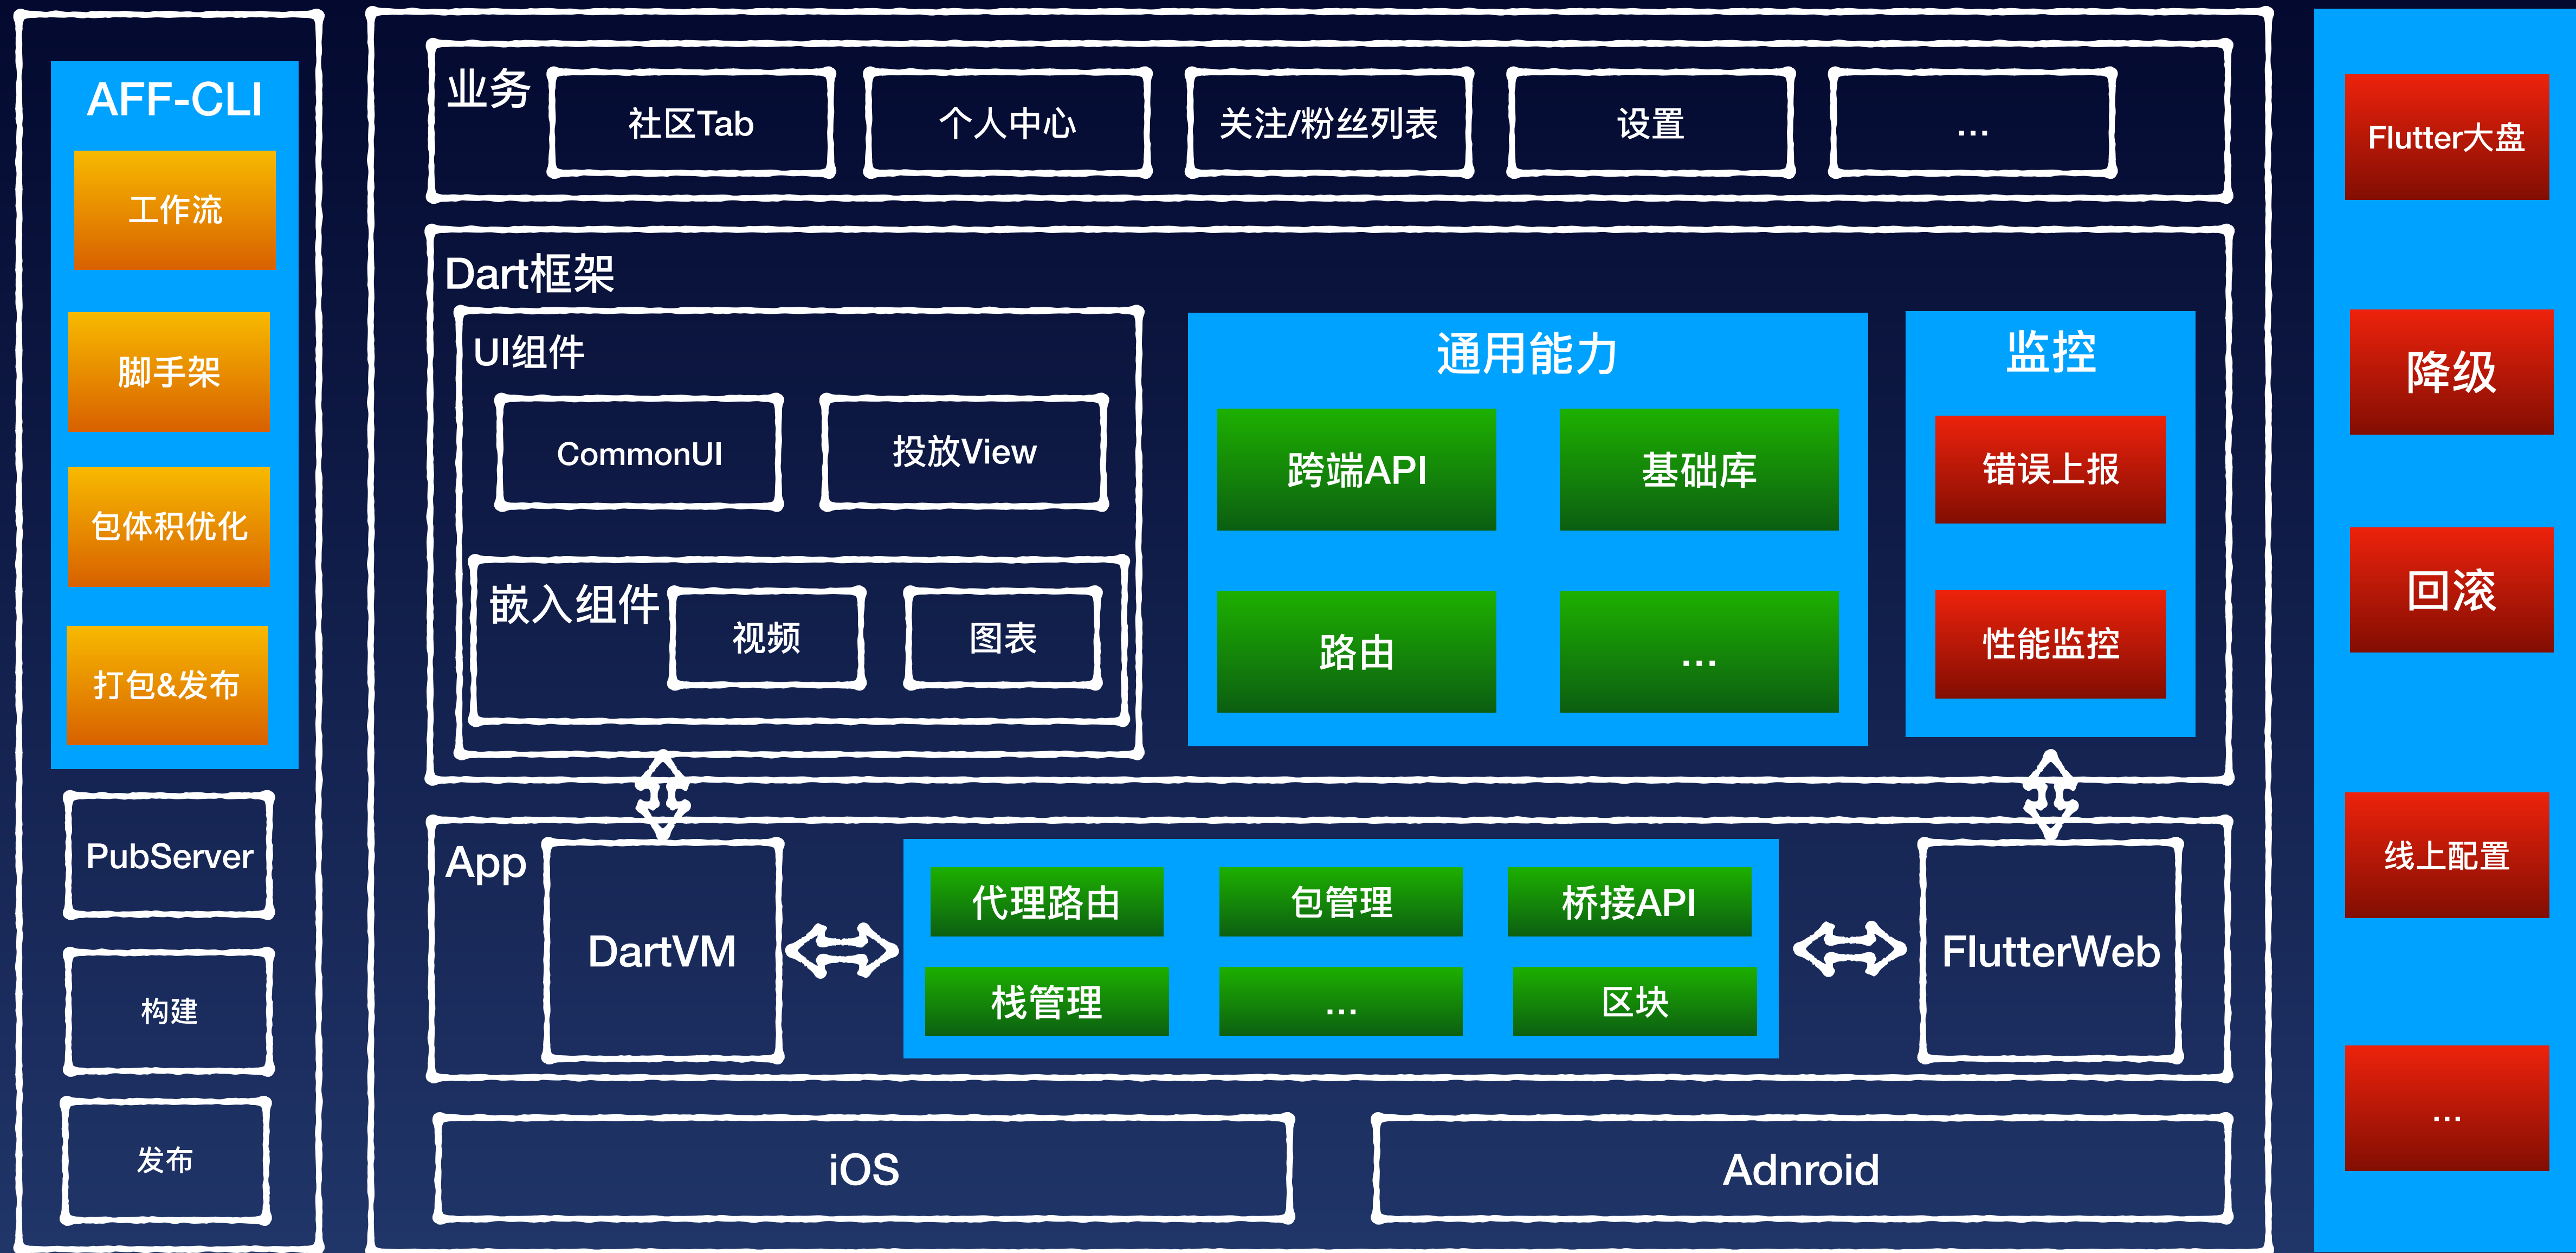 AFF-CLI
工作流
脚手架
包体积优化
打包&发布
PubServer
构建
发布
业务
社区Tab
个人中心
关注/粉丝列表
设置
...
Dart框架
UI组件
CommonUI
投放View
嵌入组件
视频
图表
通用能力
跨端API
基础库
路由
...
监控
错误上报
性能监控
App
DartVM
代理路由
包管理
桥接API
栈管理
...
区块
FlutterWeb
iOS
Adnroid
Flutter大盘
降级
回滚
线上配置
...